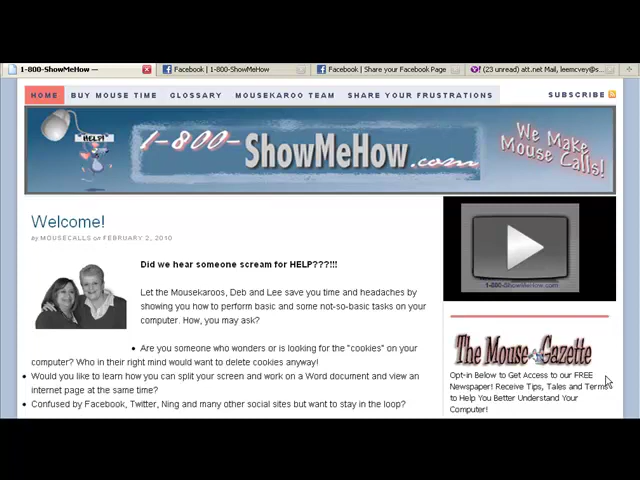 1-800-ShowMeHow —
Facebook | 1-800-ShowMeHow
Facebook | Share your Facebook Page
(23 unread) att.net Mail, leemcvey@s...
HOME BUY MOUSE TIME GLOSSARY MOUSEKAROO TEAM SHARE YOUR FRUSTRATIONS SUBSCRIBE
"HELP!"
1-800-ShowMeHow.com
We Make
Mouse Calls!
Welcome!
by MOUSECALLS on FEBRUARY 2, 2010
Did we hear someone scream for HELP???!!!
Let the Mousekaroos, Deb and Lee save you time and headaches by
showing you how to perform basic and some not-so-basic tasks on your
computer. How, you may ask?
• Are you someone who wonders or is looking for the "cookies" on your
computer? Who in their right mind would want to delete cookies anyway!
• Would you like to learn how you can split your screen and work on a Word document and view an
internet page at the same time?
• Confused by Facebook, Twitter, Ning and many other social sites but want to stay in the loop?
1-800-ShowMeHow.com
The Mouse Gazette
Opt-in Below to Get Access to our FREE
Newspaper! Receive Tips, Tales and Terms
to Help You Better Understand Your
Computer!